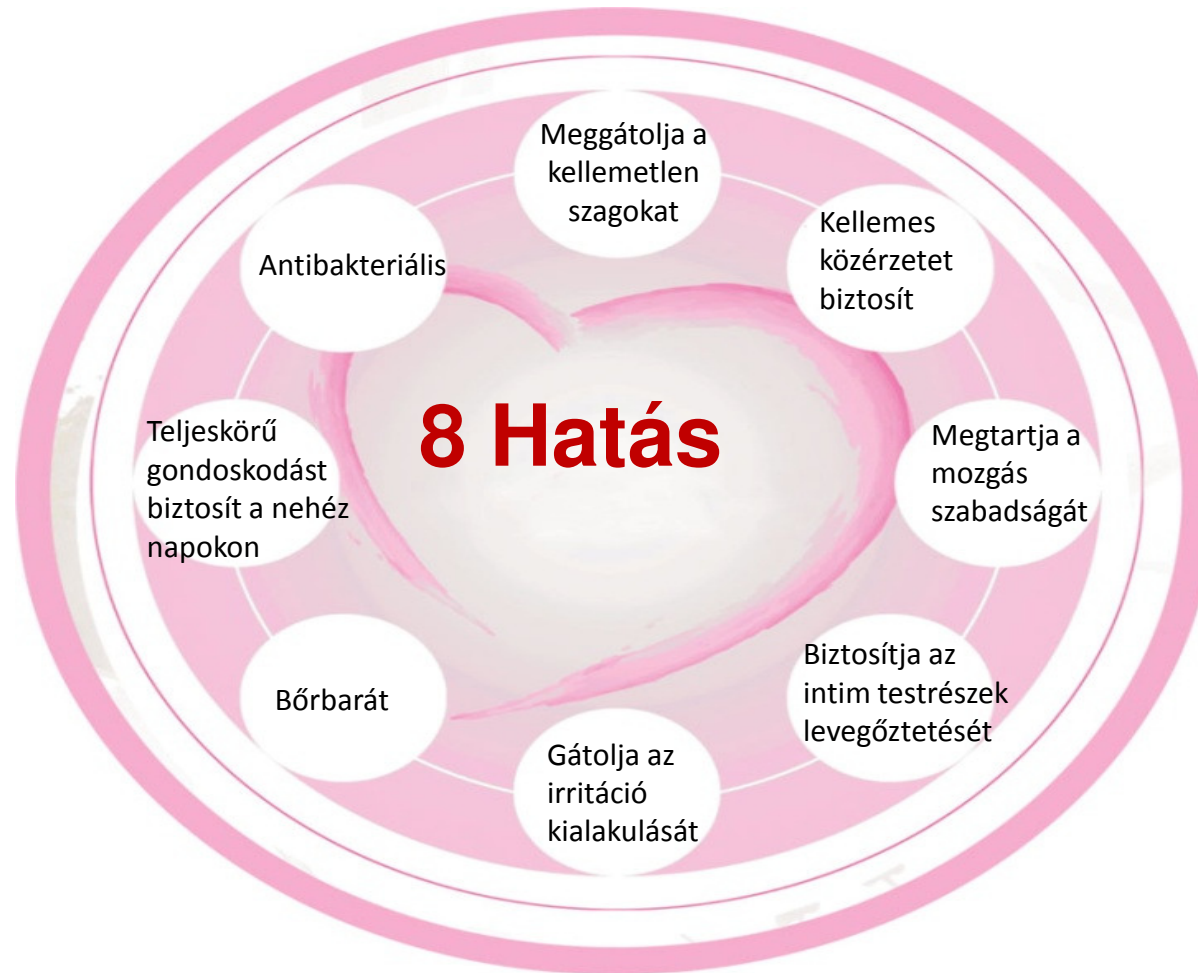 Meggátolja a
kellemetlen
szagokat
Kellemes
közérzetet
biztosít
Megtartja a
mozgás
szabadságát
Biztosítja az
intim testrészek
levegőztetését
Gátolja az
irritáció
kialakulását
Bőrbarát
Teljeskörű
gondoskodást
biztosít a nehéz
napokon
Antibakteriális
8 Hatás